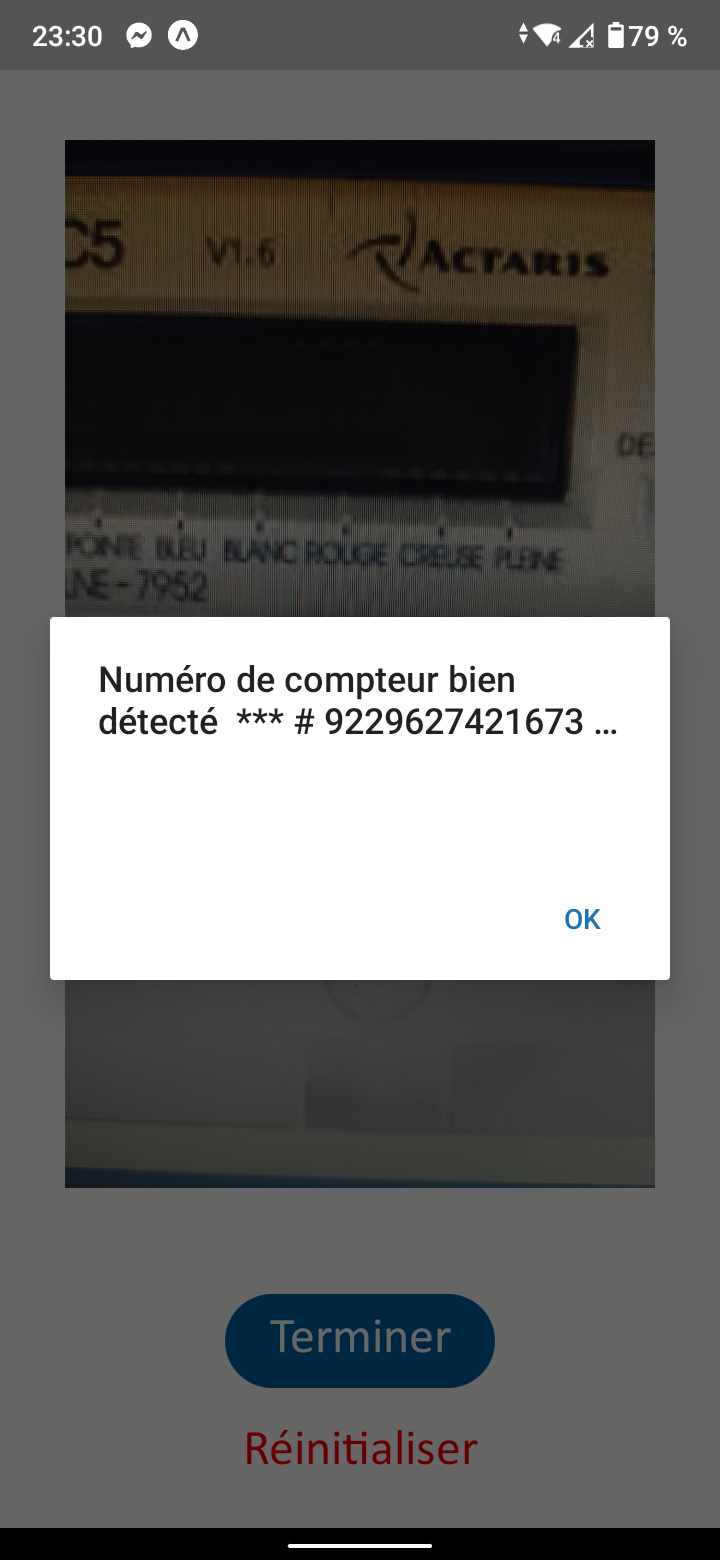 23:30
4
79 %
C5 V1.6 ACTARIS
DE
POINTE BLEU BLANC ROUGE CREUSE PLEINE
LNE-7952
Numéro de compteur bien
détecté *** # 9229627421673 ...
OK
Terminer
Réinitialiser